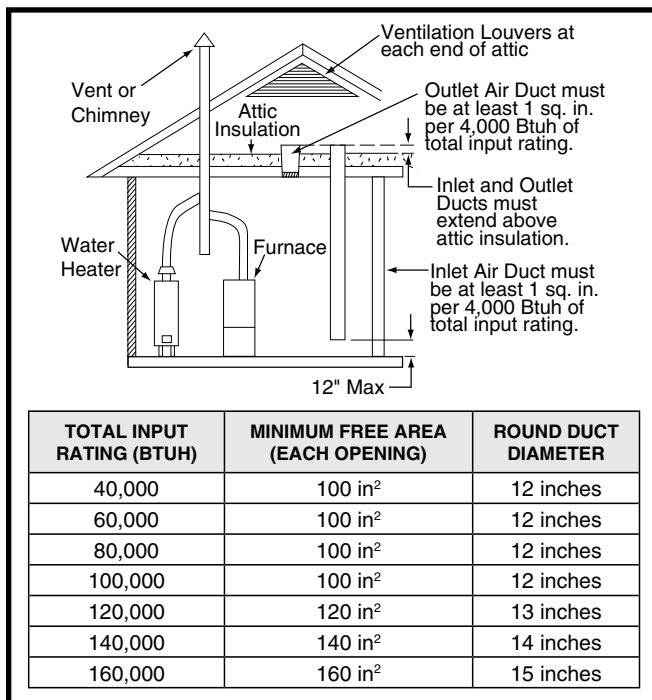 Ventilation Louvers at
each end of attic
Vent or
Chimney
Attic
Insulation
Outlet Air Duct must
be at least 1 sq. in.
per 4,000 Btuh of
total input rating.
Inlet and Outlet
Ducts must
extend above
attic insulation.
Water
Heater
Furnace
Inlet Air Duct must
be at least 1 sq. in.
per 4,000 Btuh of
total input rating.
12" Max
TOTAL INPUT
RATING (BTUH)
MINIMUM FREE AREA
(EACH OPENING)
ROUND DUCT
DIAMETER
40,000 100 in² 12 inches
60,000 100 in² 12 inches
80,000 100 in² 12 inches
100,000 100 in² 12 inches
120,000 120 in² 13 inches
140,000 140 in² 14 inches
160,000 160 in² 15 inches